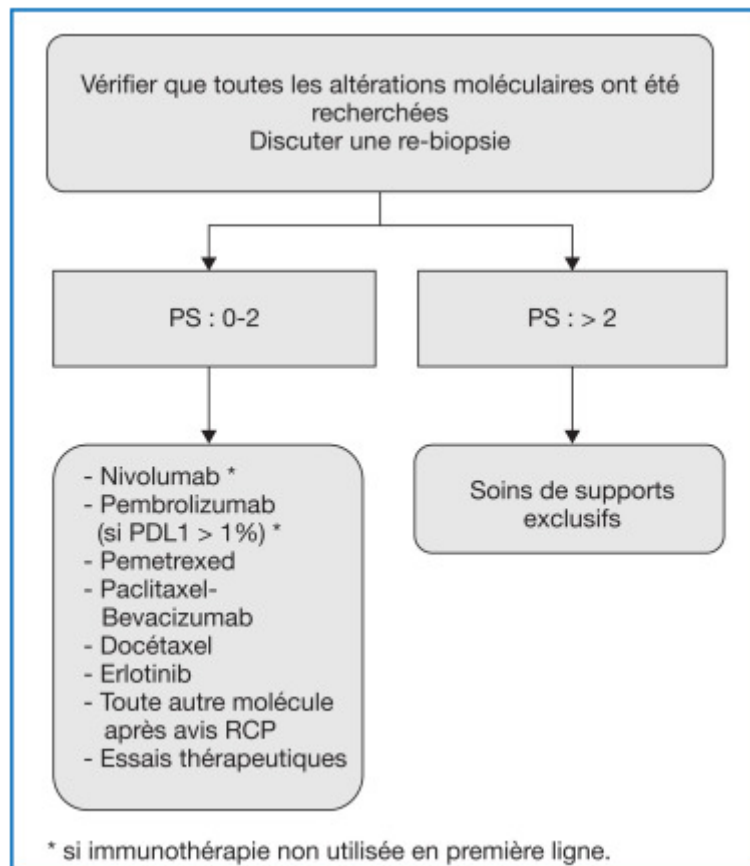 Vérifier que toutes les altérations moléculaires ont été
recherchées
Discuter une re-biopsie
PS : 0-2
PS : > 2
- Nivolumab *
- Pembrolizumab
(si PDL1 > 1%) *
- Pemetrexed
- Paclitaxel-
Bevacizumab
- Docétaxel
- Erlotinib
- Toute autre molécule
après avis RCP
- Essais thérapeutiques
Soins de supports
exclusifs
* si immunothérapie non utilisée en première ligne.